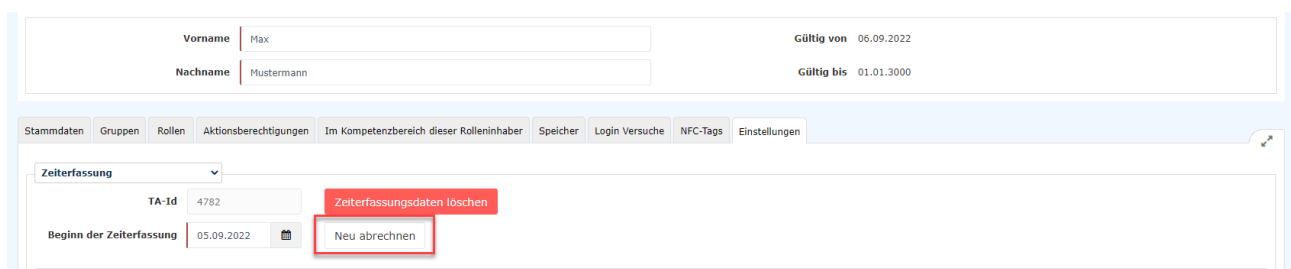 Vorname Max Gültig von 06.09.2022
Nachname Mustermann Gültig bis 01.01.3000
Stammdaten Gruppen Rollen Aktionsberechtigungen Im Kompetenzbereich dieser Rolleninhaber Speicher Login Versuche NFC-Tags Einstellungen
Zeiterfassung
TA-Id 4782 Zeiterfassungsdaten löschen
Beginn der Zeiterfassung 05.09.2022 Neu abrechnen